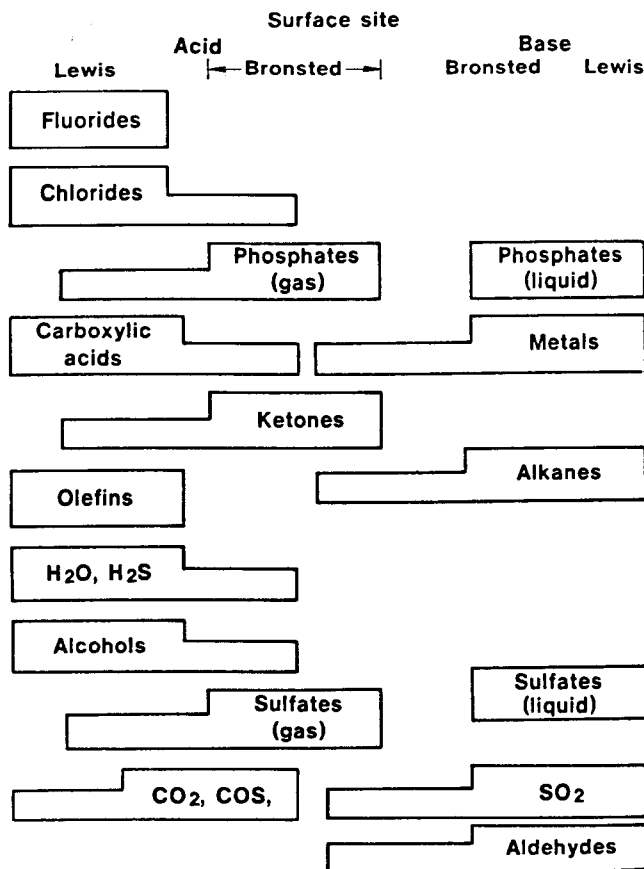 Surface site
Acid Base
Lewis Bronsted Bronsted Lewis
Fluorides
Chlorides
Phosphates
(gas)
Phosphates
(liquid)
Carboxylic
acids
Metals
Ketones
Alkanes
Olefins
H2O, H2S
Alcohols
Sulfates
(gas)
Sulfates
(liquid)
CO2, COS,
SO2
Aldehydes